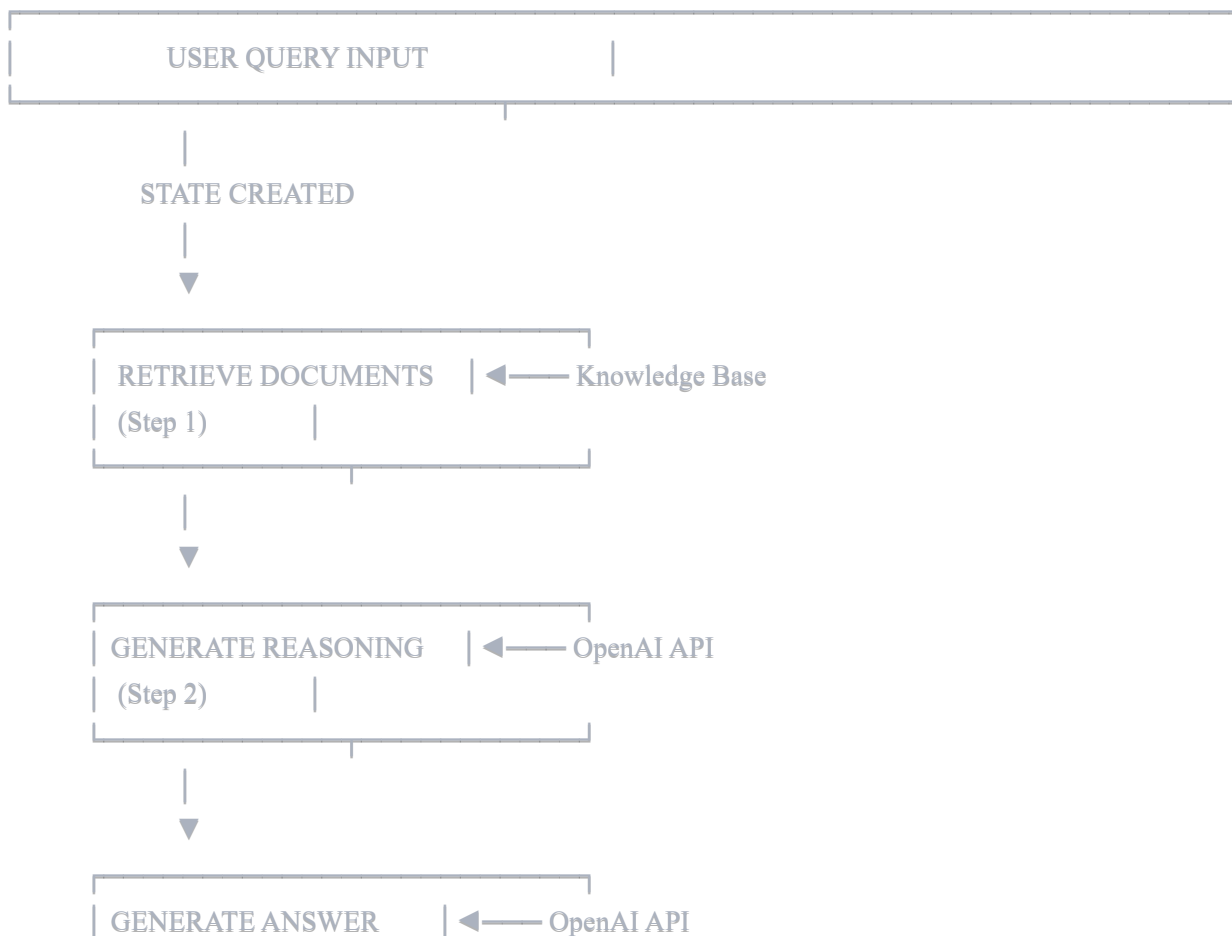 USER QUERY INPUT
STATE CREATED
RETRIEVE DOCUMENTS Knowledge Base
(Step 1)
GENERATE REASONING OpenAI API
(Step 2)
GENERATE ANSWER OpenAI API